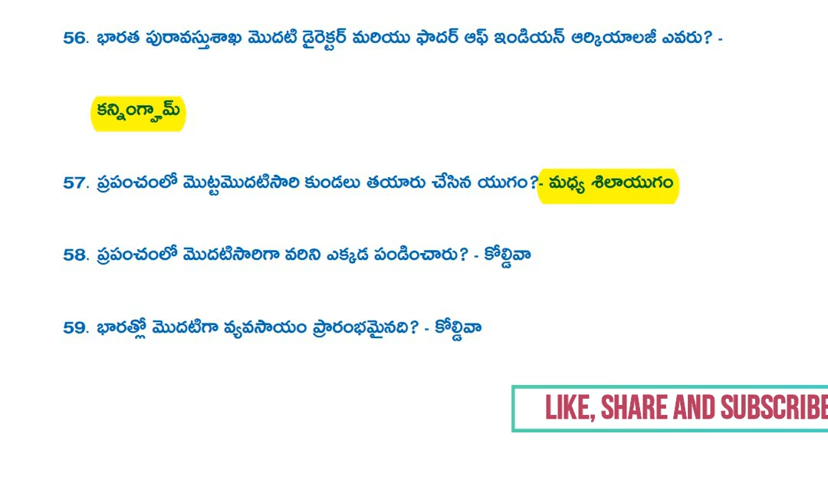 56. భారత పురావస్తుశాఖ మొదటి డైరెక్టర్ మరియు ఫాదర్ ఆఫ్ ఇండియన్ ఆర్కియాలజీ ఎవరు? -
కన్నింగ్హామ్
57. ప్రపంచంలో మొట్టమొదటిసారి కుండలు తయారు చేసిన యుగం?- మధ్య శిలాయుగం
58. ప్రపంచంలో మొదటిసారిగా వరిని ఎక్కడ పండించారు? - కోల్డివా
59. భారత్లో మొదటిగా వ్యవసాయం ప్రారంభమైనది? - కోల్డివా
LIKE, SHARE AND SUBSCRIBE